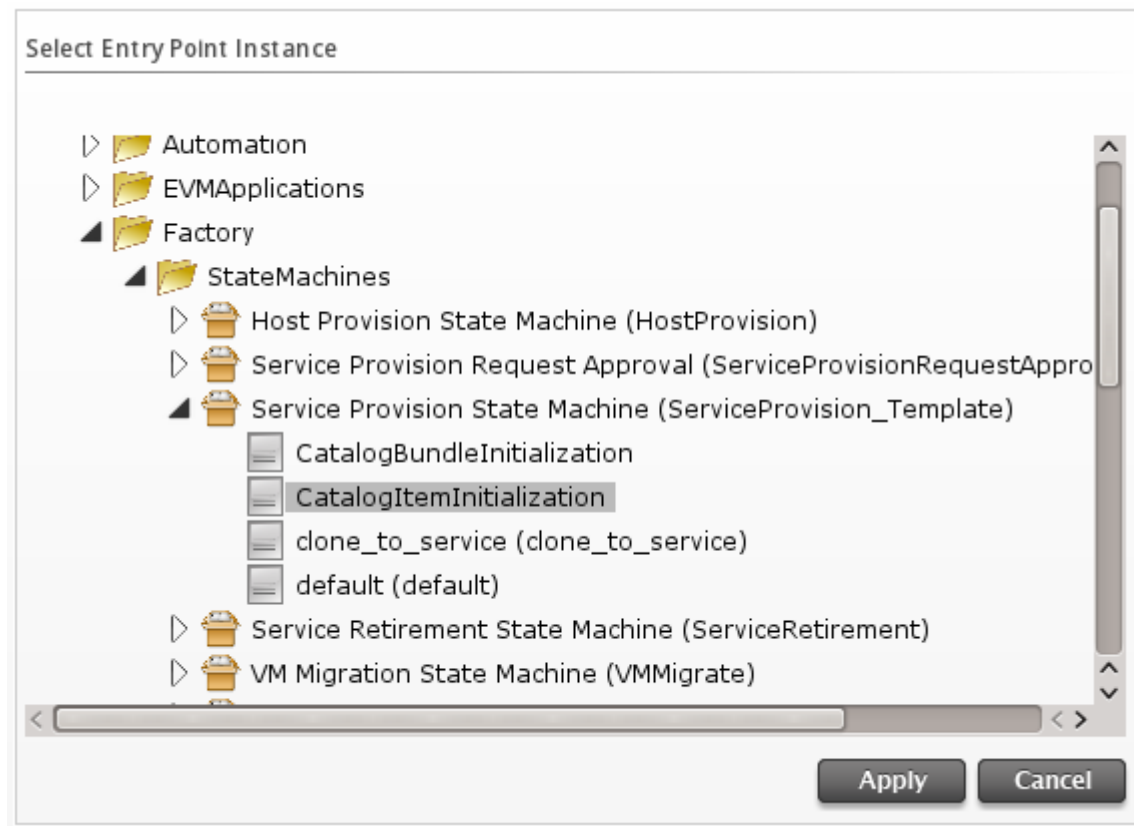 Select Entry Point Instance
Automation
EVMApplications
Factory
StateMachines
Host Provision State Machine (HostProvision)
Service Provision Request Approval (ServiceProvisionRequestAppro
Service Provision State Machine (ServiceProvision_Template)
CatalogBundleInitialization
CatalogItemInitialization
clone_to_service (clone_to_service)
default (default)
Service Retirement State Machine (ServiceRetirement)
VM Migration State Machine (VMMigrate)
Apply Cancel